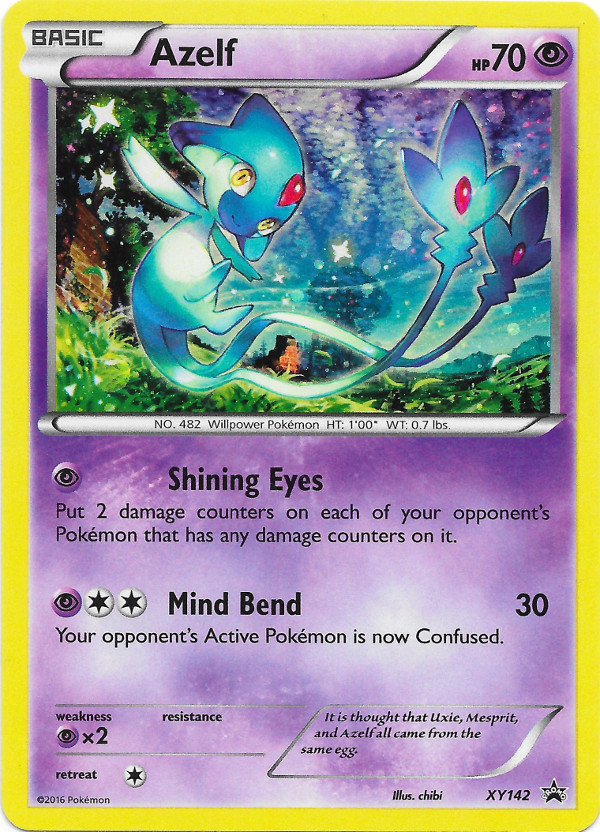 BASIC
Azelf
HP 70
NO. 482 Willpower Pokémon HT: 1'00" WT: 0.7 lbs.
Shining Eyes
Put 2 damage counters on each of your opponent's
Pokémon that has any damage counters on it.
Mind Bend 30
Your opponent's Active Pokémon is now Confused.
weakness resistance
×2
It is thought that Uxie, Mesprit,
and Azelf all came from the
same egg.
retreat
©2016 Pokémon
Illus. chibi XY142
PROMO